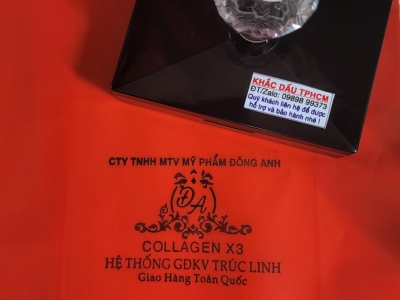 KHẮC DẤU TPHCM
ĐT/Zalo: 09898 99373
Quý khách liên hệ để được
hỗ trợ và bảo hành nhé !
CTY TNHH MTV MỸ PHẨM ĐÔNG ANH
ĐA
COLLAGEN X3
HỆ THỐNG GĐKV TRÚC LINH
Giao Hàng Toàn Quốc